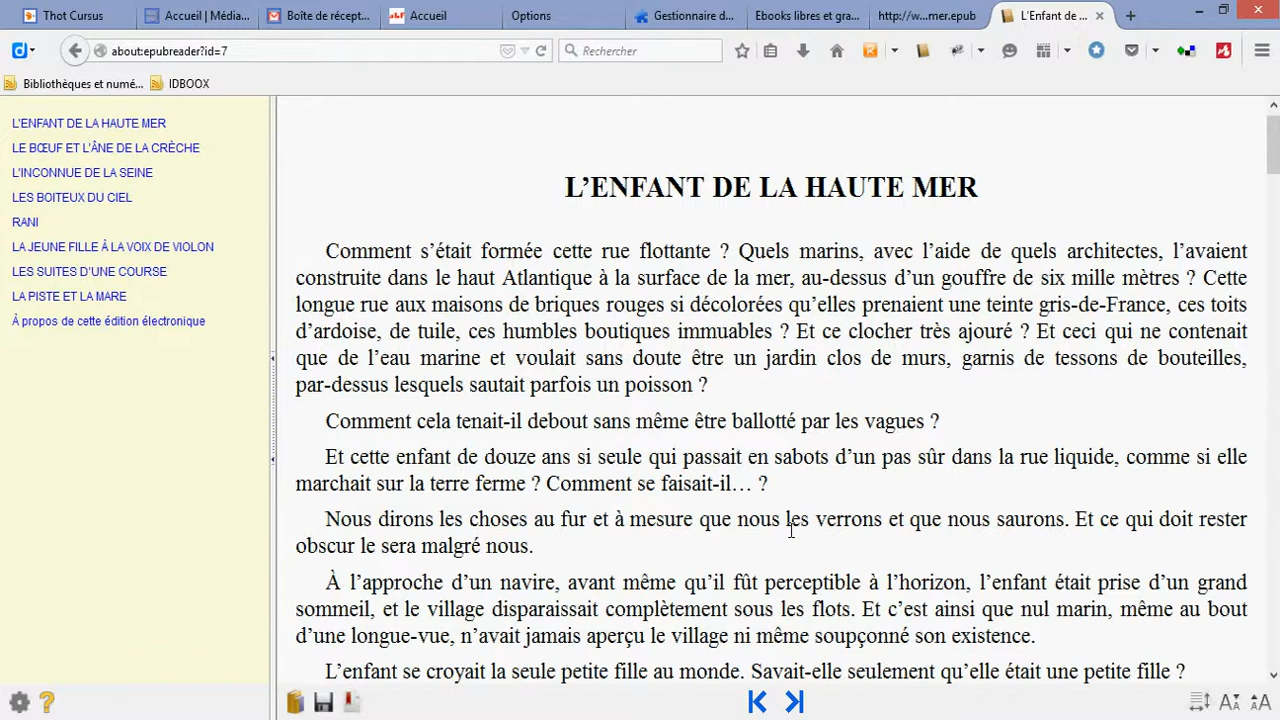 Thot Cursus
Accueil | Média...
Boîte de récept...
Accueil
Options
Gestionnaire d...
Ebooks libres et gra...
http://w...mer.epub
L'Enfant de ...
about:epubreader?id=7
Rechercher
Bibliothèques et numé...
IDBOOX
L'ENFANT DE LA HAUTE MER
LE BŒUF ET L'ÂNE DE LA CRÈCHE
L'INCONNUE DE LA SEINE
LES BOITEUX DU CIEL
RANI
LA JEUNE FILLE À LA VOIX DE VIOLON
LES SUITES D'UNE COURSE
LA PISTE ET LA MARE
À propos de cette édition électronique
L’ENFANT DE LA HAUTE MER
Comment s’était formée cette rue flottante ? Quels marins, avec l’aide de quels architectes, l’avaient
construite dans le haut Atlantique à la surface de la mer, au-dessus d’un gouffre de six mille mètres ? Cette
longue rue aux maisons de briques rouges si décolorées qu’elles prenaient une teinte gris-de-France, ces toits
d’ardoise, de tuile, ces humbles boutiques immuables ? Et ce clocher très ajouré ? Et ceci qui ne contenait
que de l’eau marine et voulait sans doute être un jardin clos de murs, garnis de tessons de bouteilles,
par-dessus lesquels sautait parfois un poisson ?
Comment cela tenait-il debout sans même être ballotté par les vagues ?
Et cette enfant de douze ans si seule qui passait en sabots d’un pas sûr dans la rue liquide, comme si elle
marchait sur la terre ferme ? Comment se faisait-il… ?
Nous dirons les choses au fur et à mesure que nous les verrons et que nous saurons. Et ce qui doit rester
obscur le sera malgré nous.
À l’approche d’un navire, avant même qu’il fût perceptible à l’horizon, l’enfant était prise d’un grand
sommeil, et le village disparaissait complètement sous les flots. Et c’est ainsi que nul marin, même au bout
d’une longue-vue, n’avait jamais aperçu le village ni même soupçonné son existence.
L’enfant se croyait la seule petite fille au monde. Savait-elle seulement qu’elle était une petite fille ?